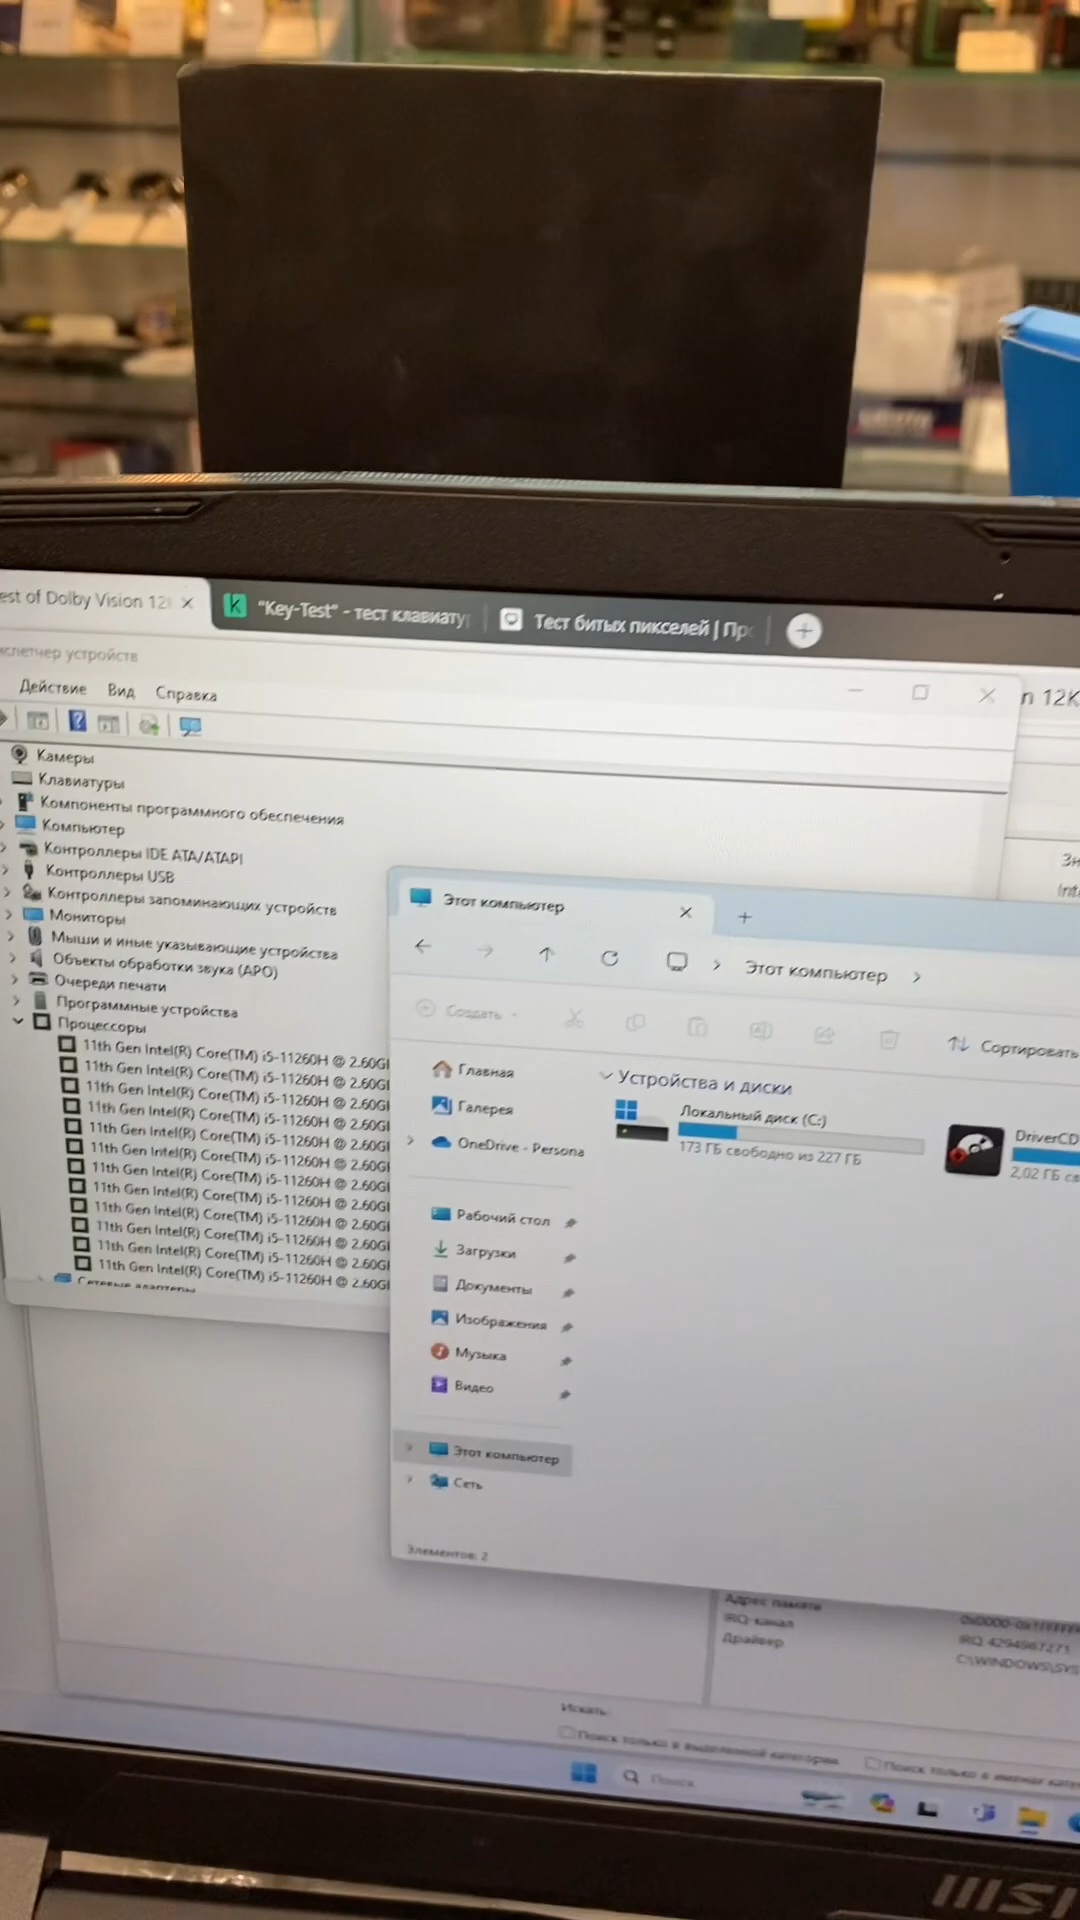 est of Dolby Vision 12
"Key-Test" - тест клавиату
Тест битых пикселей | Пр
спетчер устройств
Действие Вид Справка
n 12K
Камеры
Клавиатуры
Компоненты программного обеспечения
Компьютер
Контроллеры IDE ATA/ATAPI
Контроллеры USB
Контроллеры запоминающих устройств
Мониторы
Мыши и иные указывающие устройства
Объекты обработки звука (APO)
Очереди печати
Программные устройства
Процессоры
11th Gen Intel(R) Core(TM) i5-11260H @ 2.60G
11th Gen Intel(R) Core(TM) i5-11260H @ 2.60G
11th Gen Intel(R) Core(TM) i5-11260H @ 2.60G
11th Gen Intel(R) Core(TM) i5-11260H @ 2.60G
11th Gen Intel(R) Core(TM) i5-11260H @ 2.60G
11th Gen Intel(R) Core(TM) i5-11260H @ 2.60G
11th Gen Intel(R) Core(TM) i5-11260H @ 2.60G
11th Gen Intel(R) Core(TM) i5-11260H @ 2.60G
11th Gen Intel(R) Core(TM) i5-11260H @ 2.60G
11th Gen Intel(R) Core(TM) i5-11260H @ 2.60G
11th Gen Intel(R) Core(TM) i5-11260H @ 2.60G
11th Gen Intel(R) Core(TM) i5-11260H @ 2.60G
Сетевые адаптеры
Зн
Inte
Этот компьютер
Этот компьютер
Создать
Сортировать
Главная
Галерея
OneDrive - Persona
Рабочий стол
Загрузки
Документы
Изображения
Музыка
Видео
Этот компьютер
Сеть
Элементов: 2
Устройства и диски
Локальный диск (C:)
173 ГБ свободно из 227 ГБ
DriverCD
2,02 ГБ св
Адрес памяти
IRQ-канал
IRQ 4294967271
Драйвер
C:\WINDOWS\SYS
Искать:
Поиск только в выделенной категории
Поиск только в именах кате
Поиск
msi